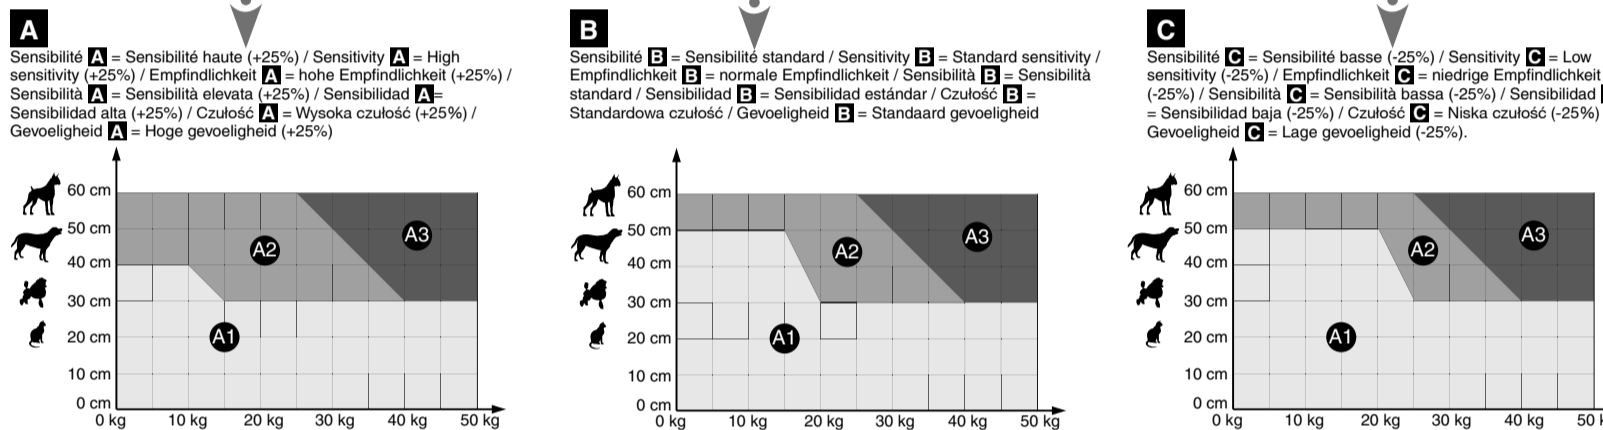 A
Sensibilité A = Sensibilité haute (+25%) / Sensitivity A = High
sensitivity (+25%) / Empfindlichkeit A = hohe Empfindlichkeit (+25%) /
Sensibilità A = Sensibilità elevata (+25%) / Sensibilidad A=
Sensibilidad alta (+25%) / Czułość A = Wysoka czułość (+25%) /
Gevoeligheid A = Hoge gevoeligheid (+25%)
60 cm
50 cm
40 cm
30 cm
20 cm
10 cm
0 cm
0 kg 10 kg 20 kg 30 kg 40 kg 50 kg
A3
A2
A1
B
Sensibilité B = Sensibilité standard / Sensitivity B = Standard sensitivity /
Empfindlichkeit B = normale Empfindlichkeit / Sensibilità B = Sensibilità
standard / Sensibilidad B = Sensibilidad estándar / Czułość B =
Standardowa czułość / Gevoeligheid B = Standaard gevoeligheid
60 cm
50 cm
40 cm
30 cm
20 cm
10 cm
0 cm
0 kg 10 kg 20 kg 30 kg 40 kg 50 kg
A3
A2
A1
C
Sensibilité C = Sensibilité basse (-25%) / Sensitivity C = Low
sensitivity (-25%) / Empfindlichkeit C = niedrige Empfindlichkeit
(-25%) / Sensibilità C = Sensibilità bassa (-25%) / Sensibilidad
= Sensibilidad baja (-25%) / Czułość C = Niska czułość (-25%)
Gevoeligheid C = Lage gevoeligheid (-25%).
60 cm
50 cm
40 cm
30 cm
20 cm
10 cm
0 cm
0 kg 10 kg 20 kg 30 kg 40 kg 50
A3
A2
A1